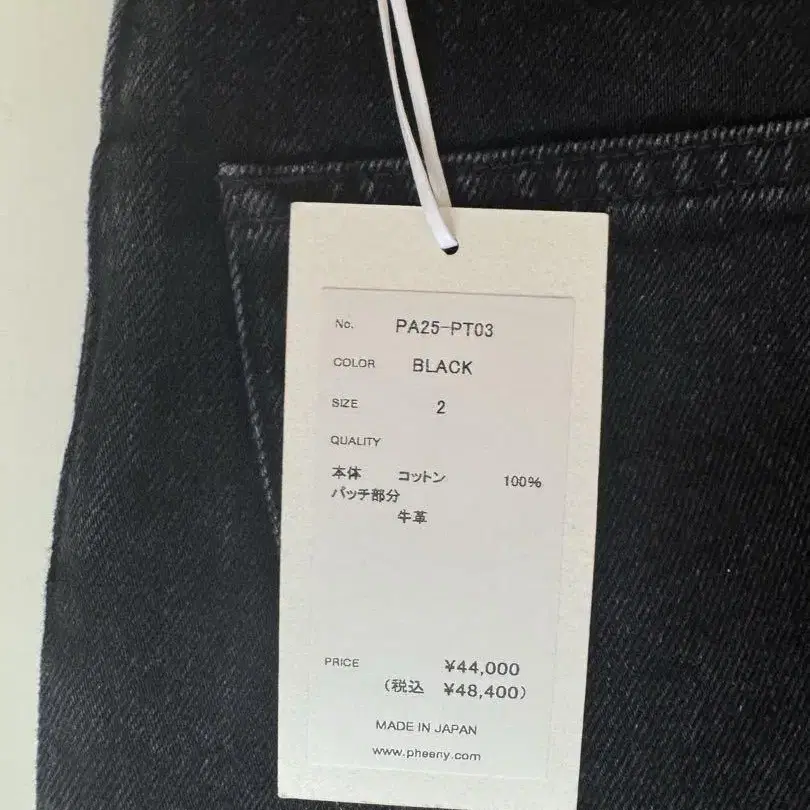 No. PA25-PT03
COLOR BLACK
SIZE 2
QUALITY
本体 コットン 100%
パッチ部分
牛革
PRICE ¥44,000
(税込 ¥48,400)
MADE IN JAPAN
www.pheeny.com